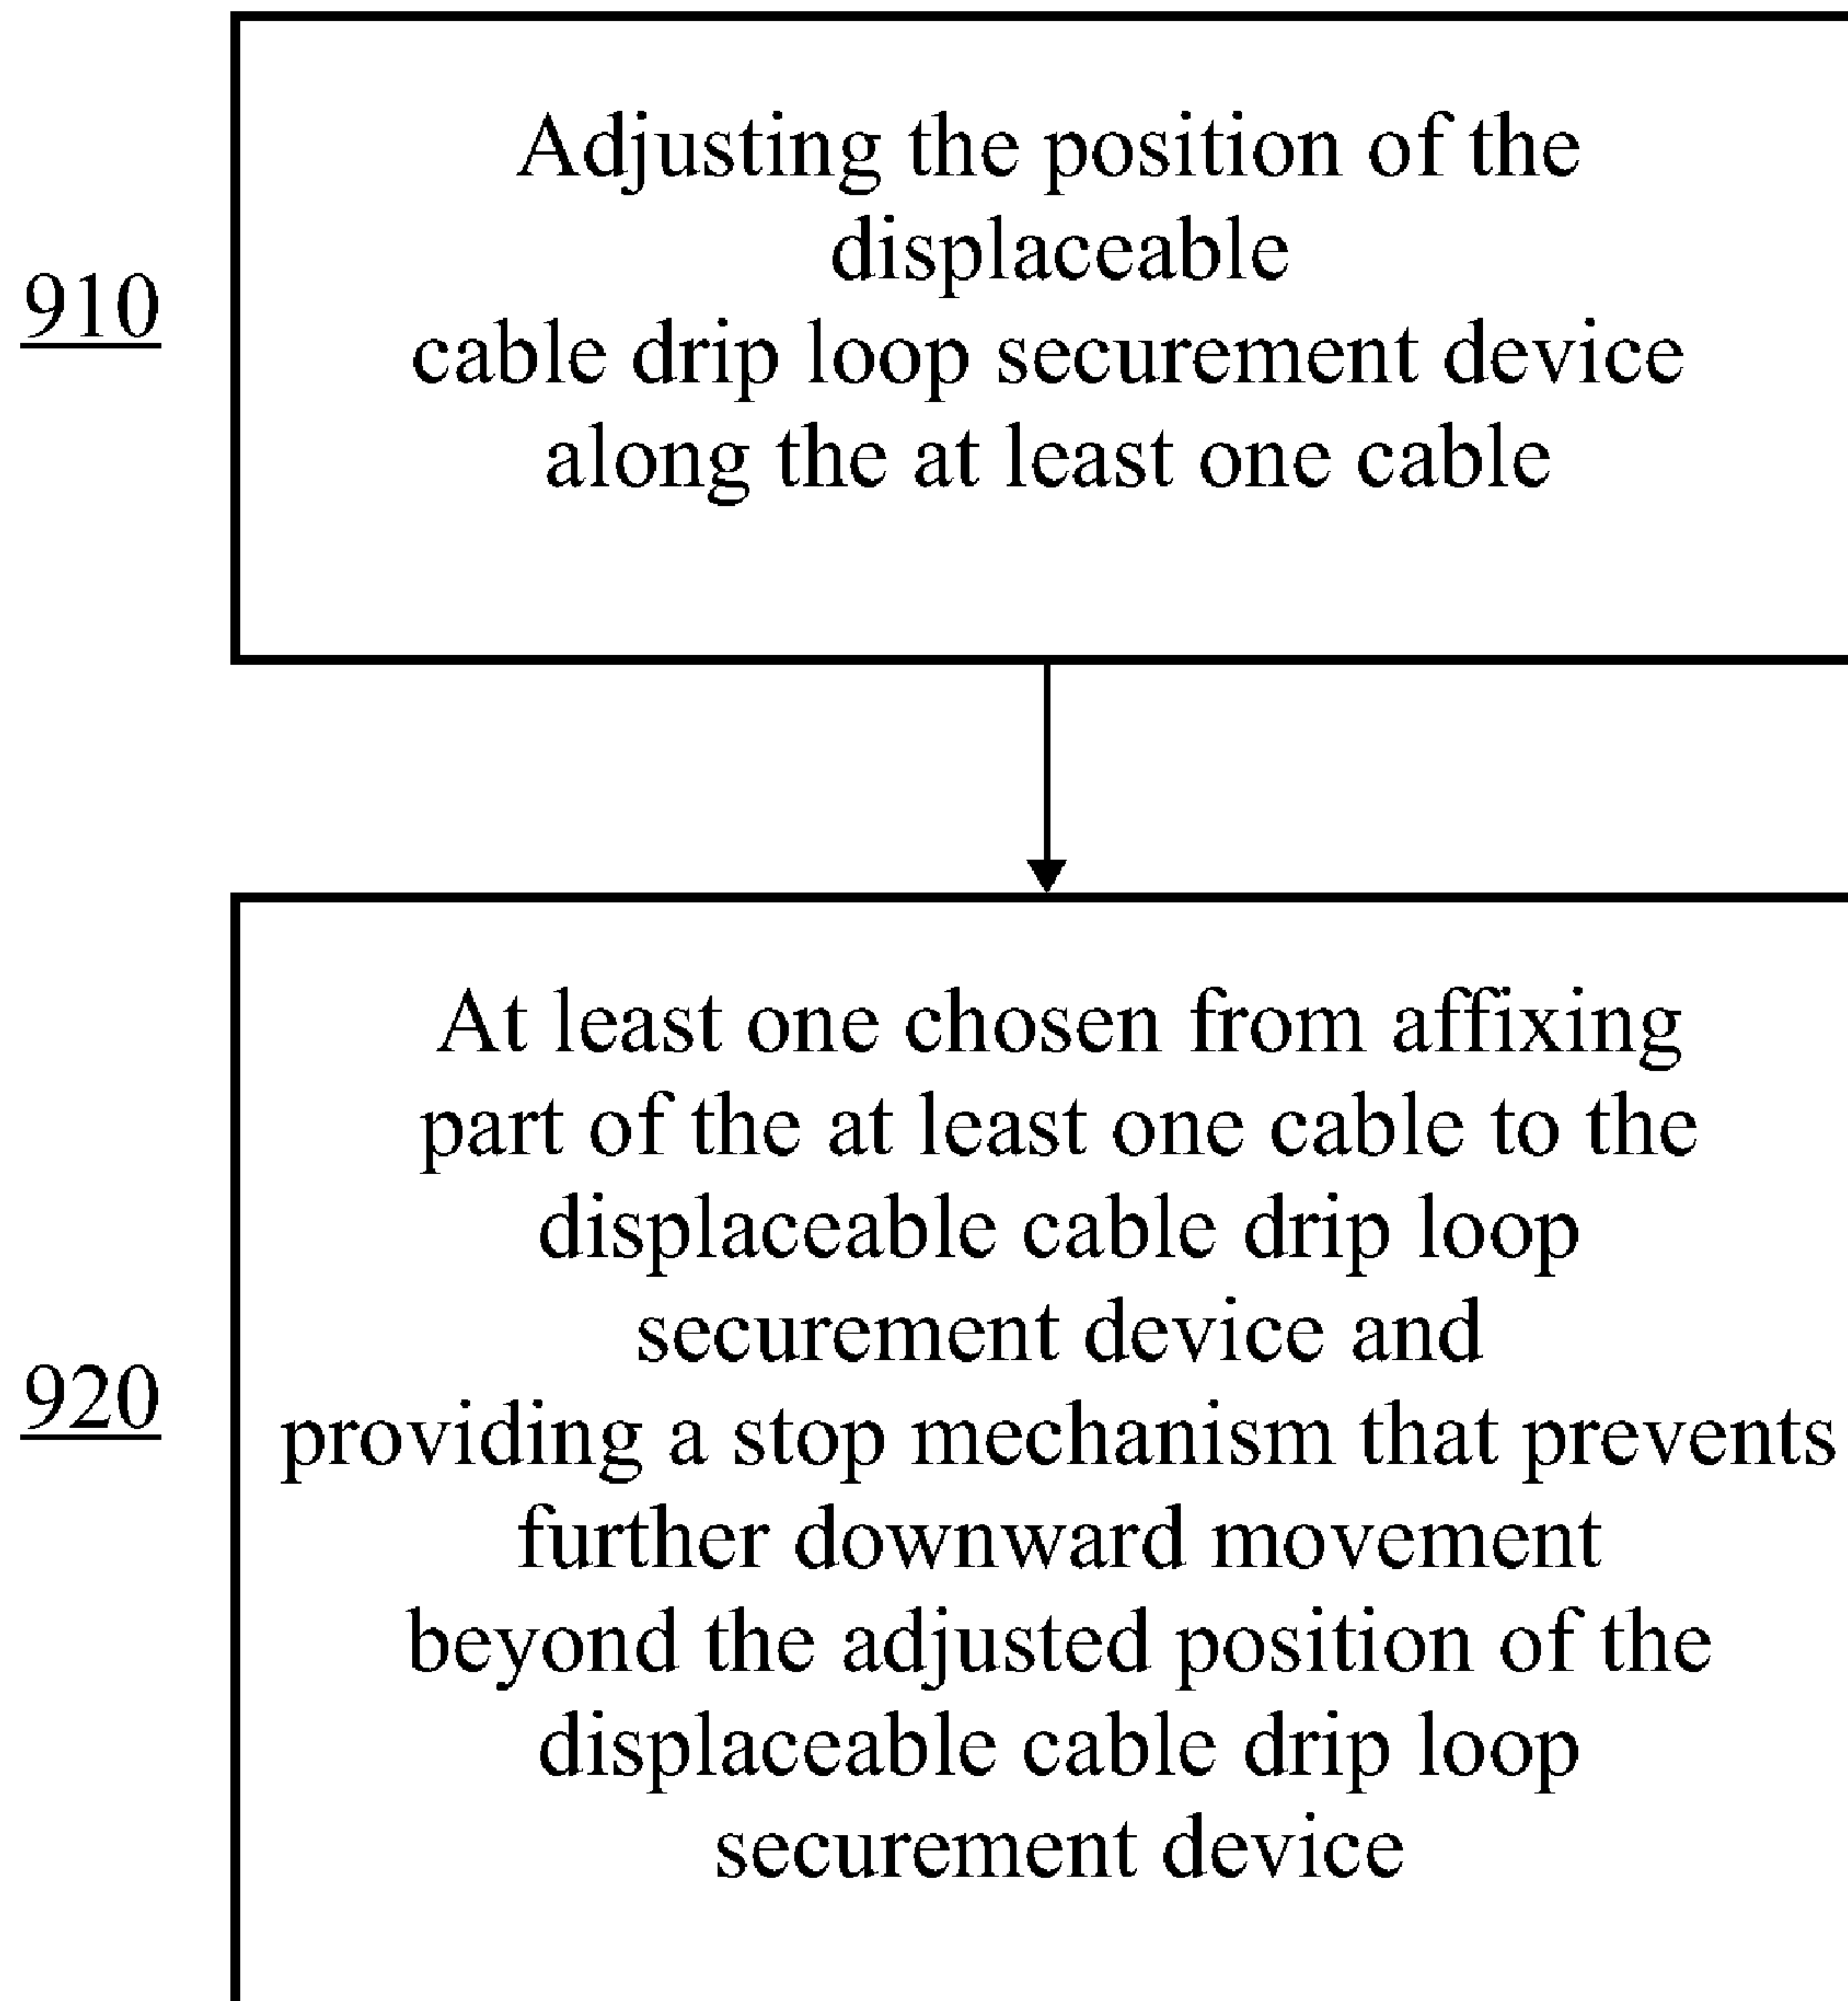 910
Adjusting the position of the
displaceable
cable drip loop securement device
along the at least one cable
920
At least one chosen from affixing
part of the at least one cable to the
displaceable cable drip loop
securement device and
providing a stop mechanism that prevents
further downward movement
beyond the adjusted position of the
displaceable cable drip loop
securement device